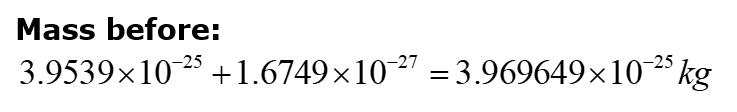 Mass before:
3.9539×10⁻²⁵ +1.6749×10⁻²⁷ =3.969649×10⁻²⁵ kg